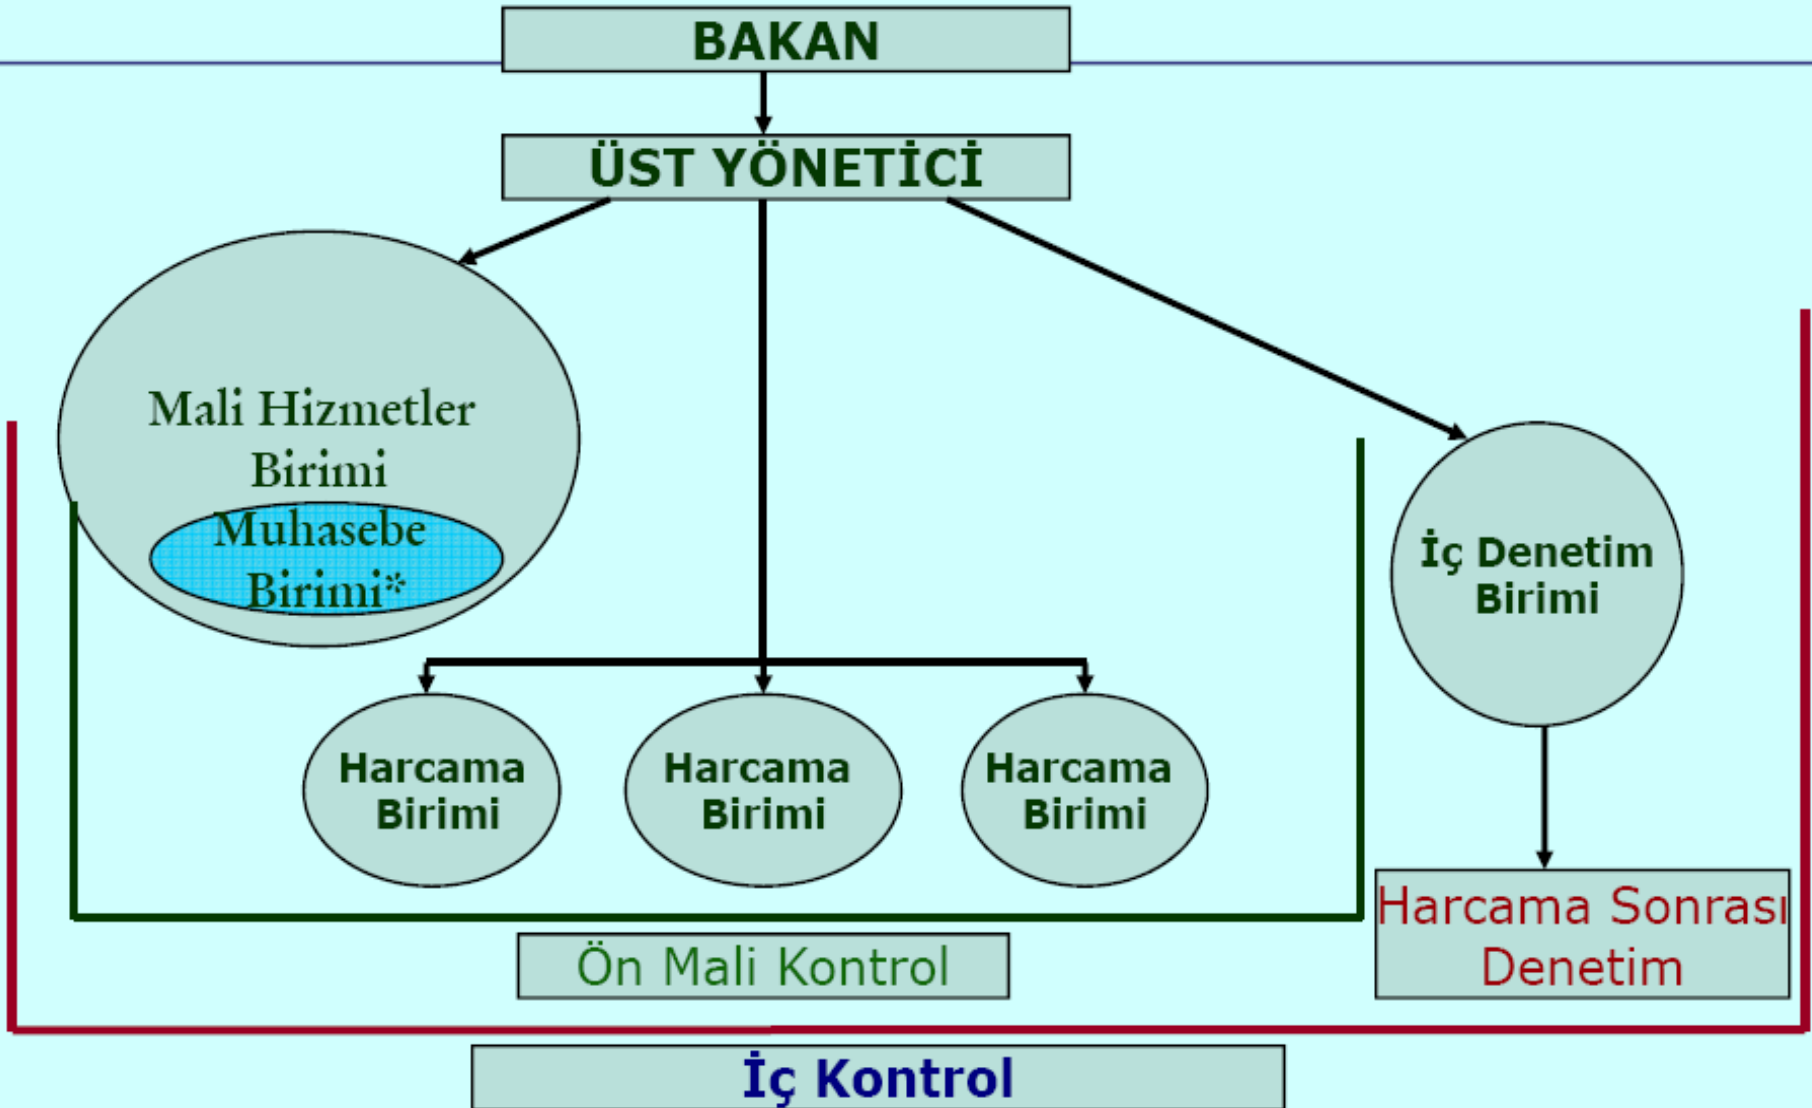 BAKAN
ÜST YÖNETİCİ
Mali Hizmetler
Birimi
Muhasebe
Birimi*
İç Denetim
Birimi
Harcama
Birimi
Harcama
Birimi
Harcama
Birimi
Harcama Sonrası
Denetim
Ön Mali Kontrol
İç Kontrol